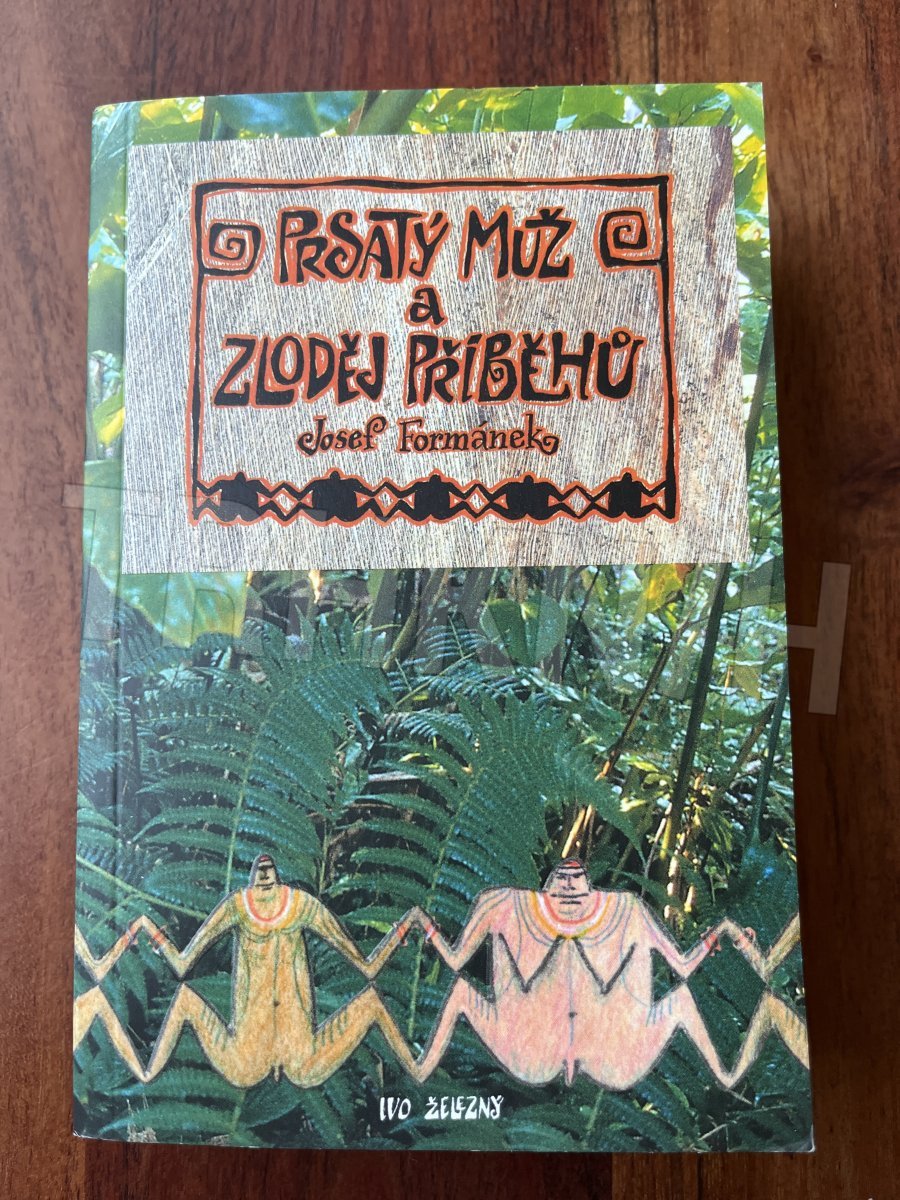 PRSATÝ MUŽ
a
ZLODĚJ PŘÍBĚHŮ
Josef Formánek
IVO ŽELEZNÝ